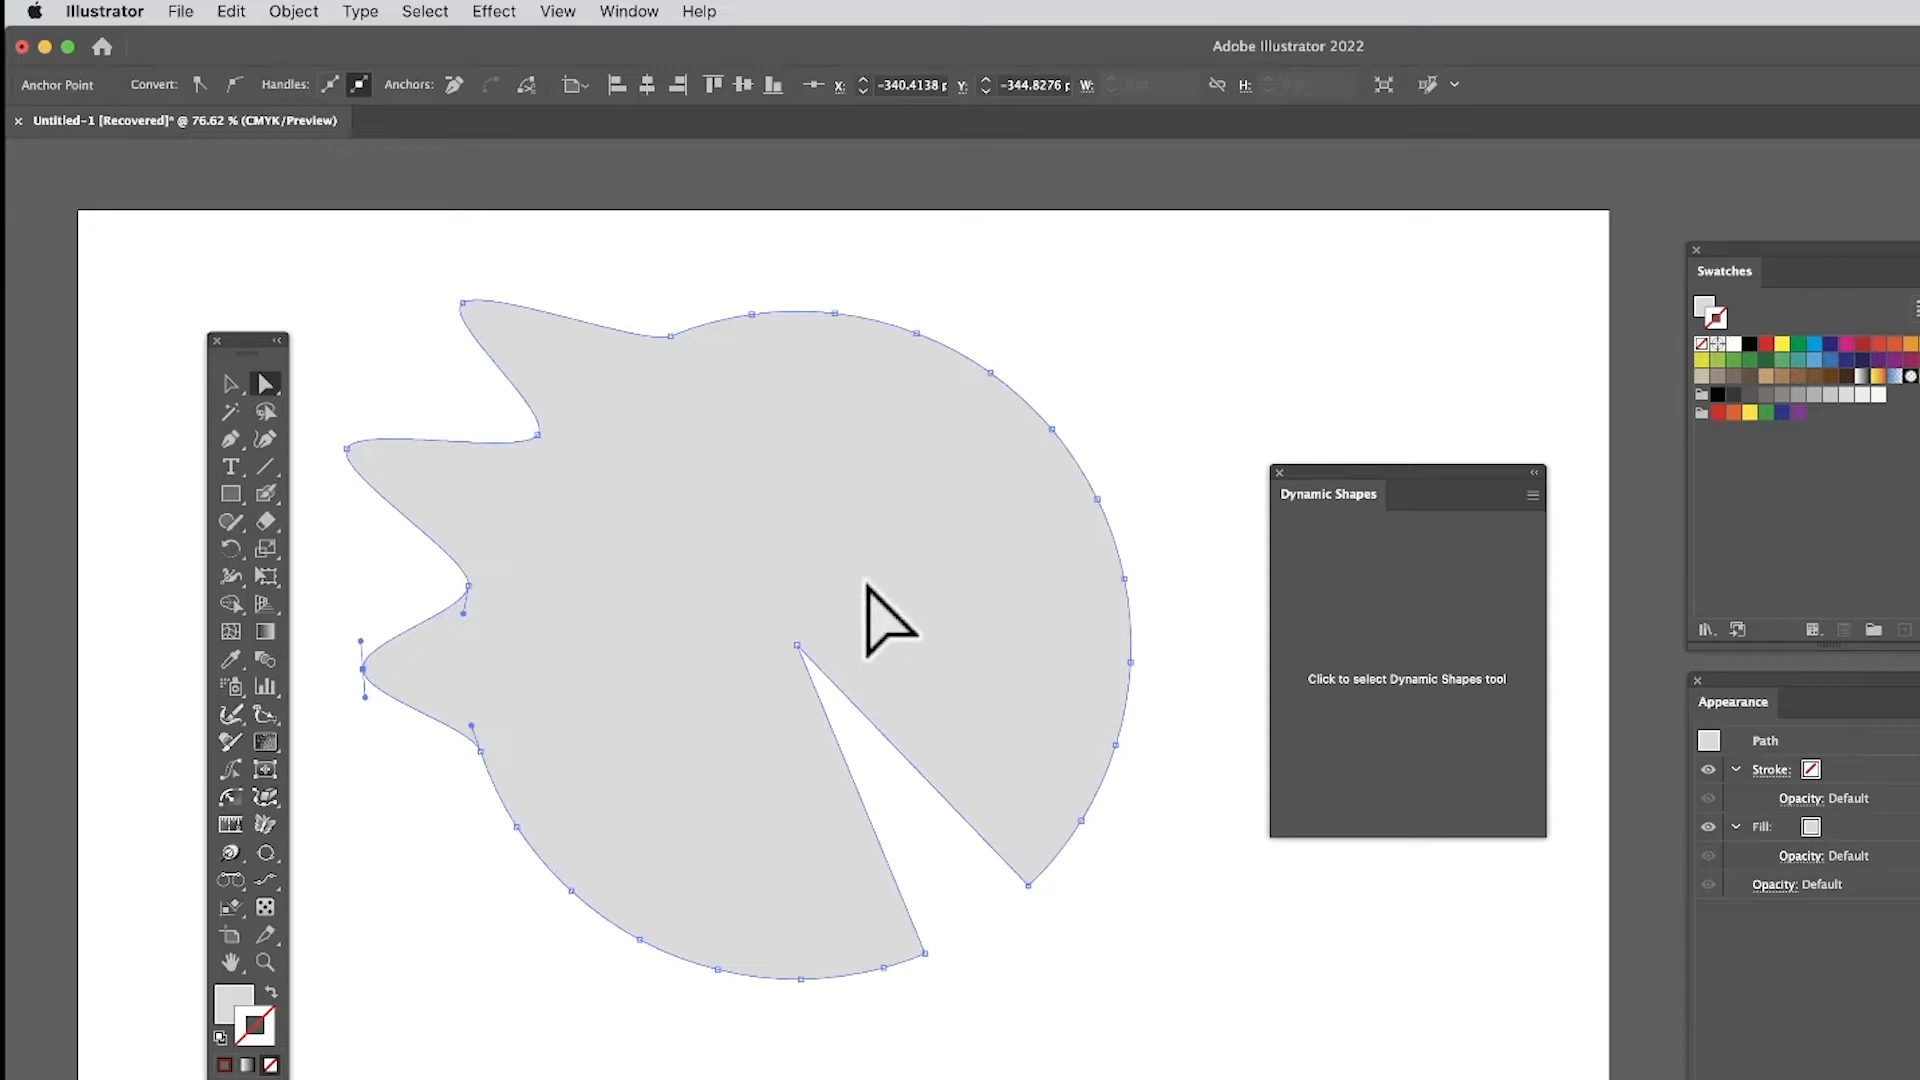 Illustrator File Edit Object Type Select Effect View Window Help
Adobe Illustrator 2022
Anchor Point Convert: Handles: Anchors: X: -340.4138 p Y: -344.8276 p W: H:
Untitled-1 [Recovered]* @ 76.62 % (CMYK/Preview)
Swatches
Dynamic Shapes
Click to select Dynamic Shapes tool
Appearance
Path
Stroke:
Opacity: Default
Fill:
Opacity: Default
Opacity: Default